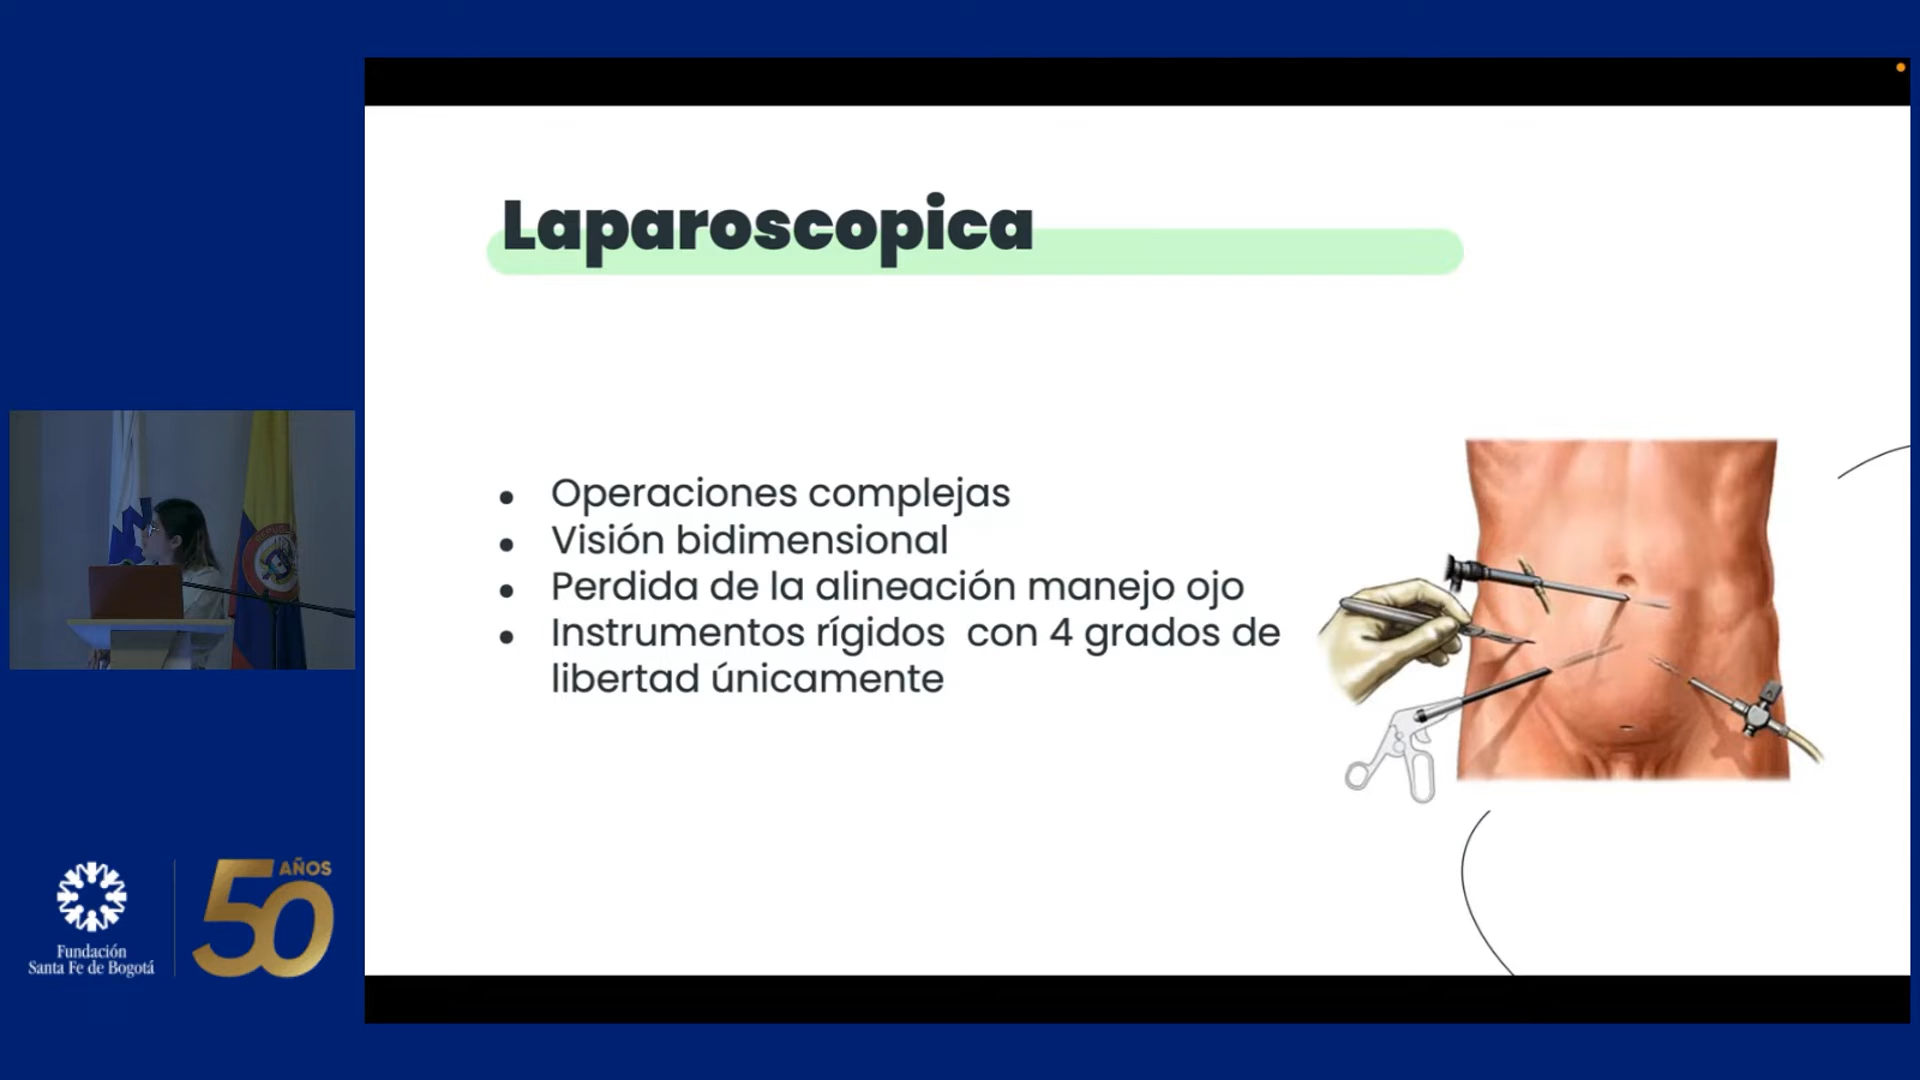 Laparoscopica
• Operaciones complejas
• Visión bidimensional
• Perdida de la alineación manejo ojo
• Instrumentos rígidos  con 4 grados de
libertad únicamente
50 AÑOS
Fundación
Santa Fe de Bogotá